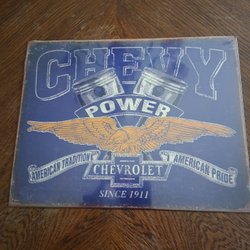 CHEVY
POWER
AMERICAN TRADITION
AMERICAN PRIDE
CHEVROLET
SINCE 1911